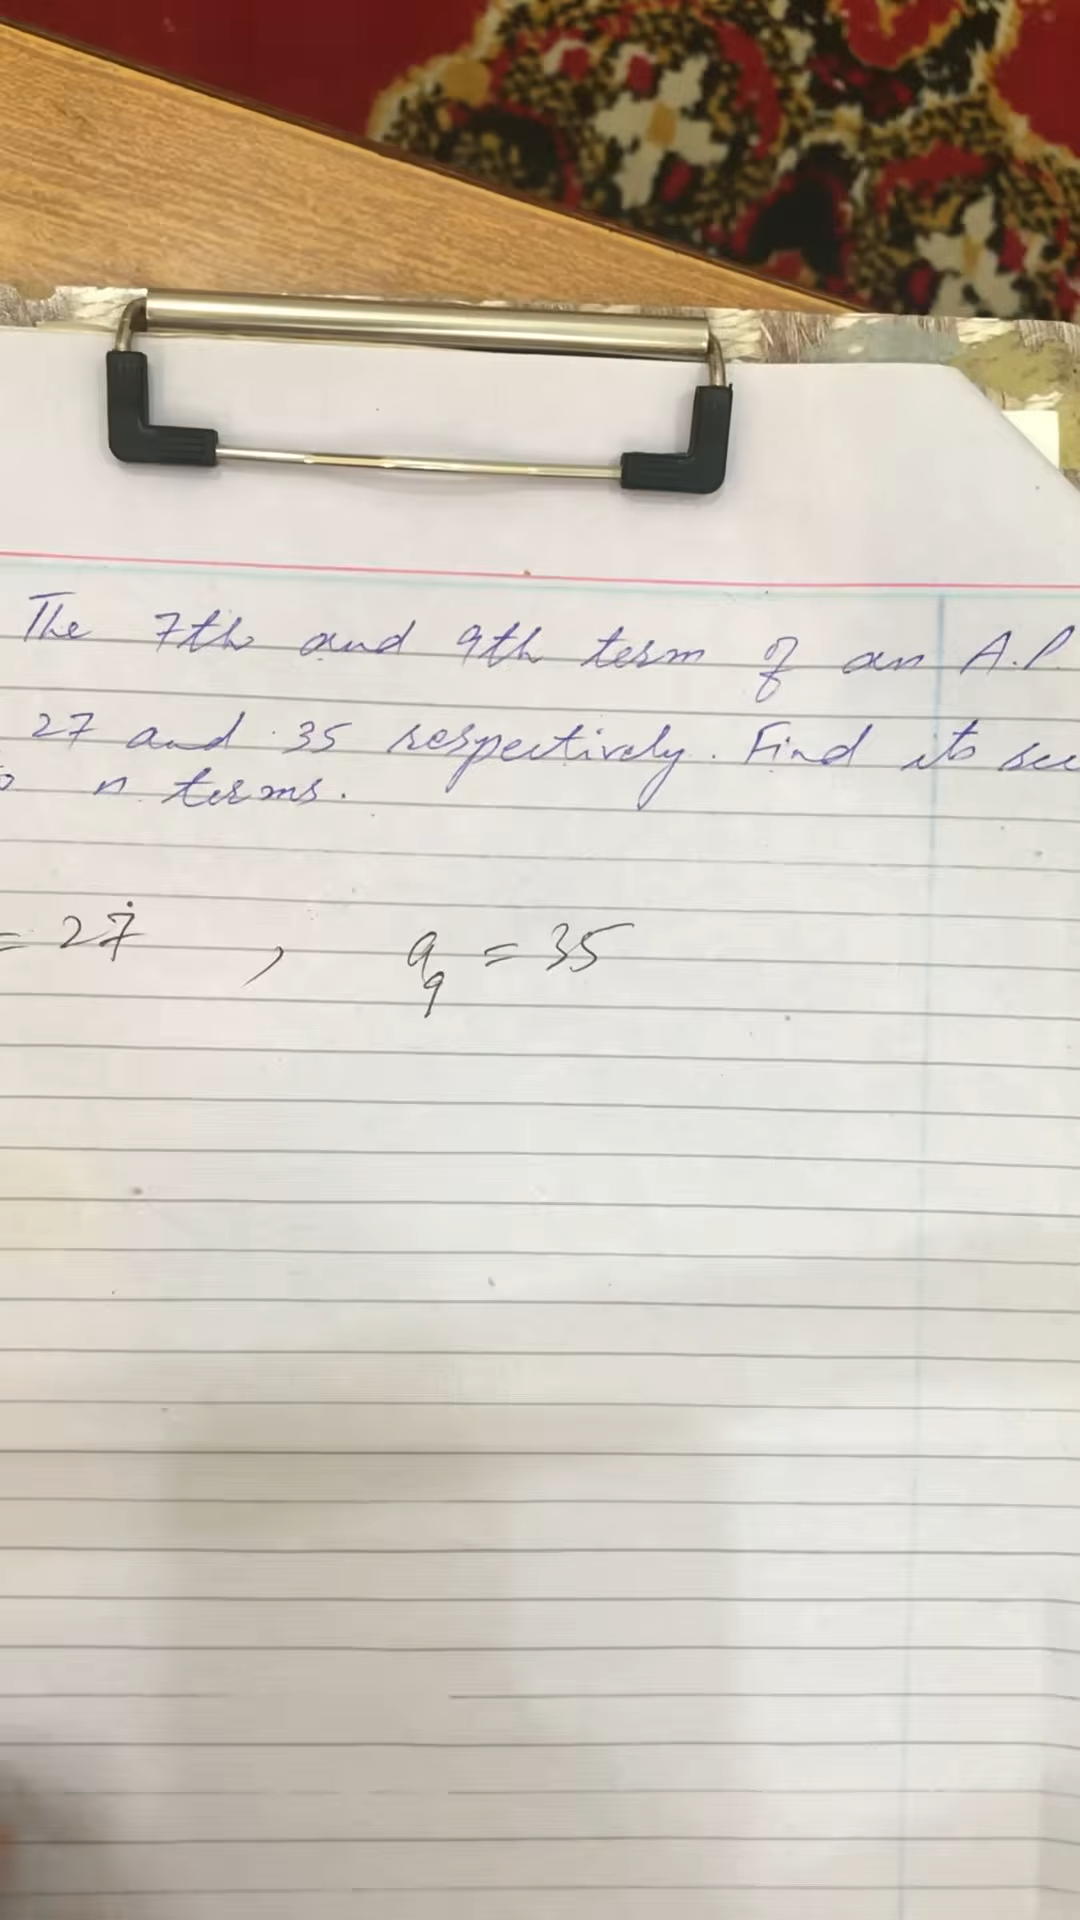 The 7th and 9th term of an A.P.
27 and 35 respectively. Find its
n terms.
= 27 , a₉ = 35